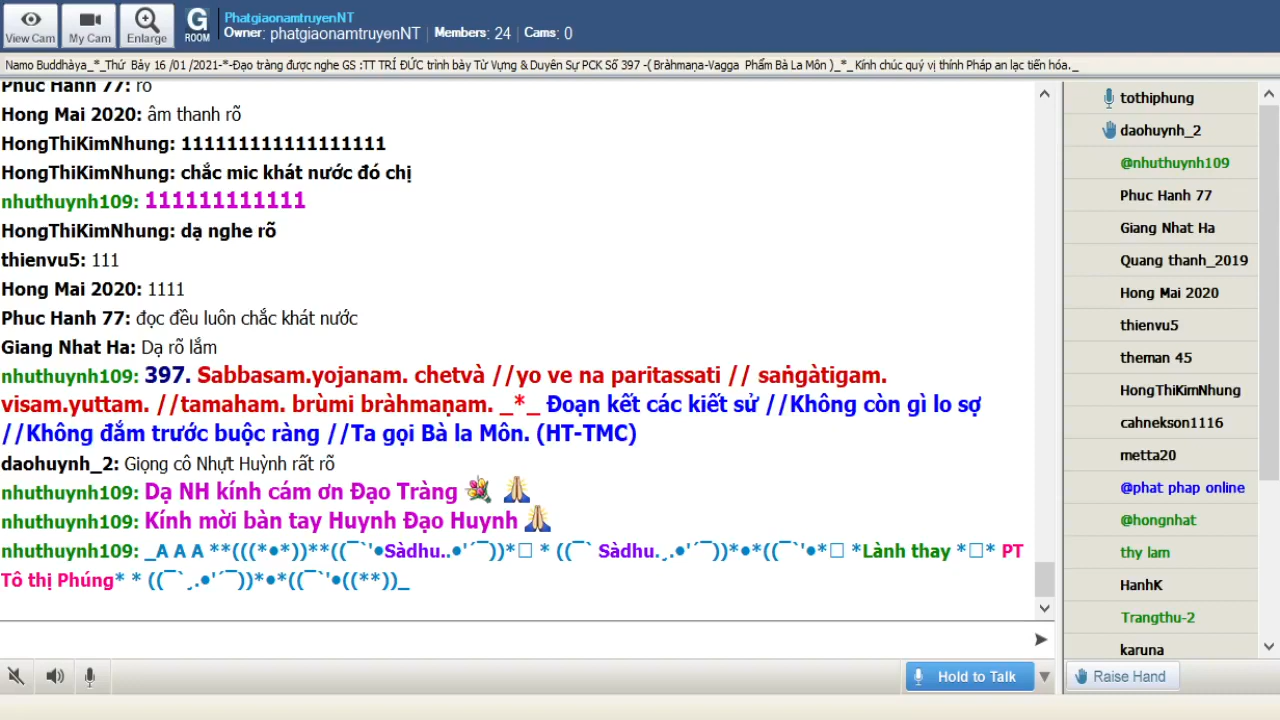 View Cam
My Cam
Enlarge
G
ROOM
PhatgiaonamtruyenNT
Owner: phatgiaonamtruyenNT | Members: 24 | Cams: 0
Namo Buddhàya_*_Thứ Bảy 16 /01 /2021-*-Đạo tràng được nghe GS :TT TRÍ ĐỨC trình bày Từ Vựng & Duyên Sự PCK Số 397 -( Bràhmaṇa-Vagga Phẩm Bà La Môn )_*_ Kính chúc quý vị thính Pháp an lạc tiến hóa._
Phuc Hanh 77: rõ
Hong Mai 2020: âm thanh rõ
HongThiKimNhung: 111111111111111111
HongThiKimNhung: chắc mic khát nước đó chị
nhuthuynh109: 111111111111
HongThiKimNhung: dạ nghe rõ
thienvu5: 111
Hong Mai 2020: 1111
Phuc Hanh 77: đọc đều luôn chắc khát nước
Giang Nhat Ha: Dạ rõ lắm
nhuthuynh109: 397. Sabbasam.yojanam. chetvà //yo ve na paritassati // saṅgàtigam.
visam.yuttam. //tamaham. brùmi bràhmaṇam. _*_ Đoạn kết các kiết sử //Không còn gì lo sợ
//Không đắm trước buộc ràng //Ta gọi Bà la Môn. (HT-TMC)
daohuynh_2: Giọng cô Nhựt Huỳnh rất rõ
nhuthuynh109: Dạ NH kính cám ơn Đạo Tràng 💐 🙏
nhuthuynh109: Kính mời bàn tay Huynh Đạo Huynh 🙏
nhuthuynh109: _A A A **(((*•*))**((¯`'•Sàdhu..•'´¯))*□ * ((¯` Sàdhu.¸.•'´¯))*•*((¯`'•*□ *Lành thay *□* PT
Tô thị Phúng* * ((¯`¸.•'´¯))*•*((¯`'•((**))_
tothiphung
daohuynh_2
@nhuthuynh109
Phuc Hanh 77
Giang Nhat Ha
Quang thanh_2019
Hong Mai 2020
thienvu5
theman 45
HongThiKimNhung
cahnekson1116
metta20
@phat phap online
@hongnhat
thy lam
HanhK
Trangthu-2
karuna
Hold to Talk
Raise Hand